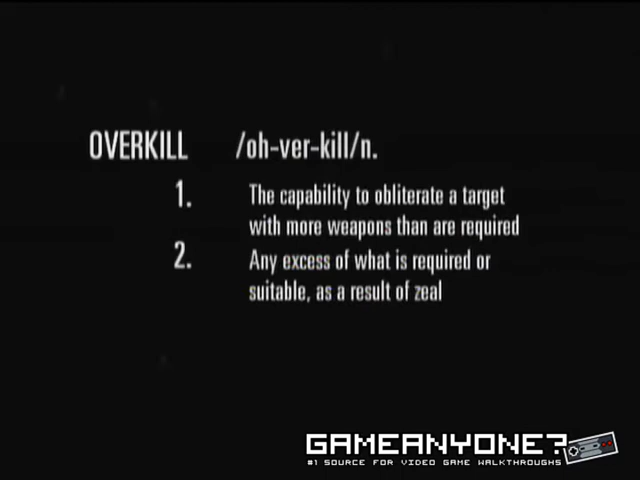 OVERKILL /oh-ver-kill/n.
1. The capability to obliterate a target
with more weapons than are required
2. Any excess of what is required or
suitable, as a result of zeal
GAMEANYONE?
#1 SOURCE FOR VIDEO GAME WALKTHROUGHS